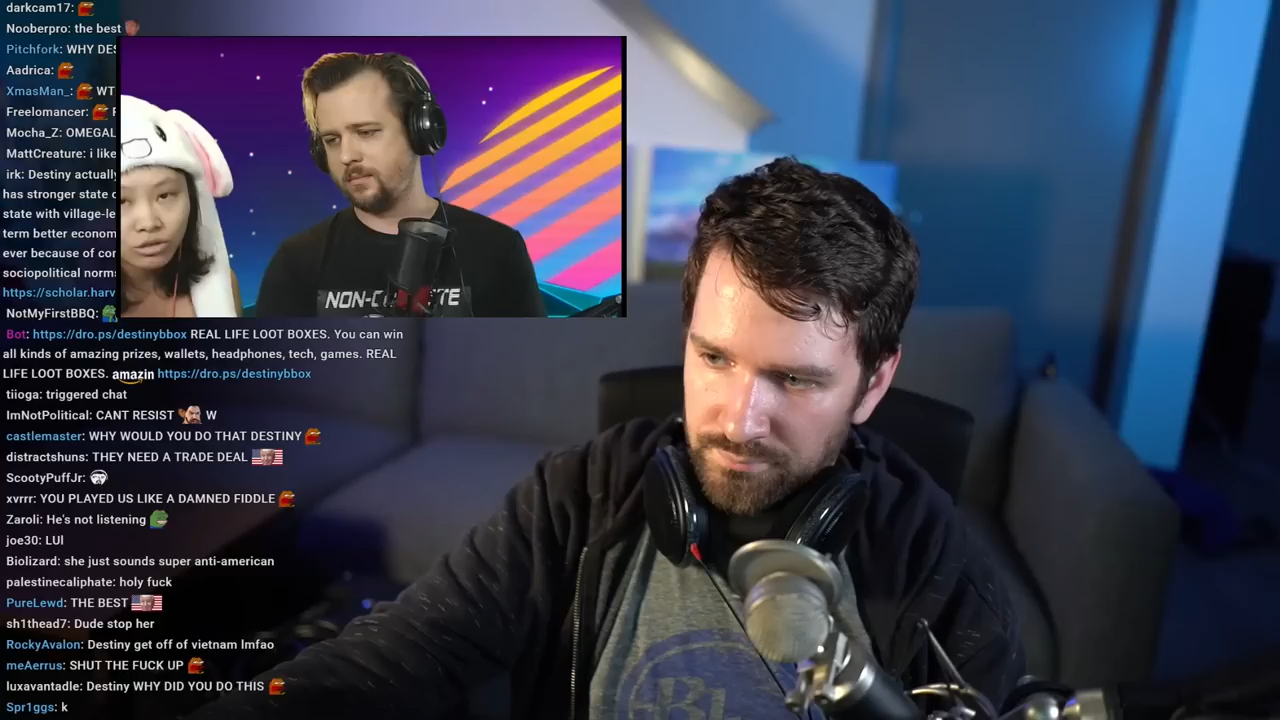 darkcam17:
Nooberpro: the best
Pitchfork: WHY DES
Aadrica:
XmasMan_: WT
Freelomancer:
Mocha_Z: OMEGAL
MattCreature: i like
irk: Destiny actually
has stronger state
state with village-le
term better econom
ever because of
sociopolitical norm
https://scholar.harv
NotMyFirstBBQ:
Bot: https://dro.ps/destinybbox REAL LIFE LOOT BOXES. You can win
all kinds of amazing prizes, wallets, headphones, tech, games. REAL
LIFE LOOT BOXES. amazin https://dro.ps/destinybbox
tiioga: triggered chat
ImNotPolitical: CANT RESIST W
castlemaster: WHY WOULD YOU DO THAT DESTINY
distractshuns: THEY NEED A TRADE DEAL
ScootyPuffJr:
xvrrr: YOU PLAYED US LIKE A DAMNED FIDDLE
Zaroli: He's not listening
joe30: LUl
Biolizard: she just sounds super anti-american
palestinecaliphate: holy fuck
PureLewd: THE BEST
sh1thead7: Dude stop her
RockyAvalon: Destiny get off of vietnam lmfao
meAerrus: SHUT THE FUCK UP
luxavantadle: Destiny WHY DID YOU DO THIS
Spr1ggs: k
NON-C
TE